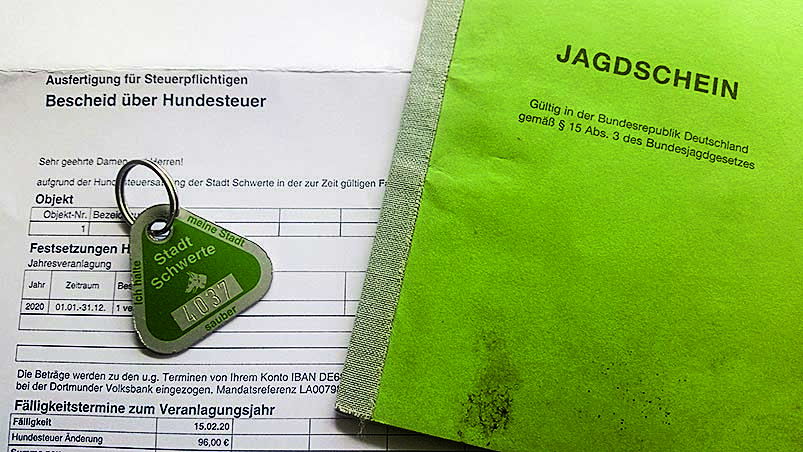 Ausfertigung für Steuerpflichtigen
Bescheid über Hundesteuer
Sehr geehrte Damen Herren!
aufgrund der der Stadt Schwerte in der zur Zeit gültigen
Objekt
Objekt-Nr.
1
Festsetzungen
Jahresveranlagung
Jahr Zeitraum
2020 01.01.-31.12. 1
Die Beträge werden zu den u.g. Terminen von Ihrem Konto IBAN
bei der Dortmunder Volksbank eingezogen. Mandatsreferenz
Fälligkeitstermine zum Veranlagungsjahr
Fälligkeit 15.02.20
Hundesteuer Änderung 96,00 €
Ich halte
meine Stadt
sauber
Stadt
Schwerte
4037
JAGDSCHEIN
Gültig in der Bundesrepublik Deutschland
gemäß § 15 Abs. 3 des Bundesjagdgesetzes